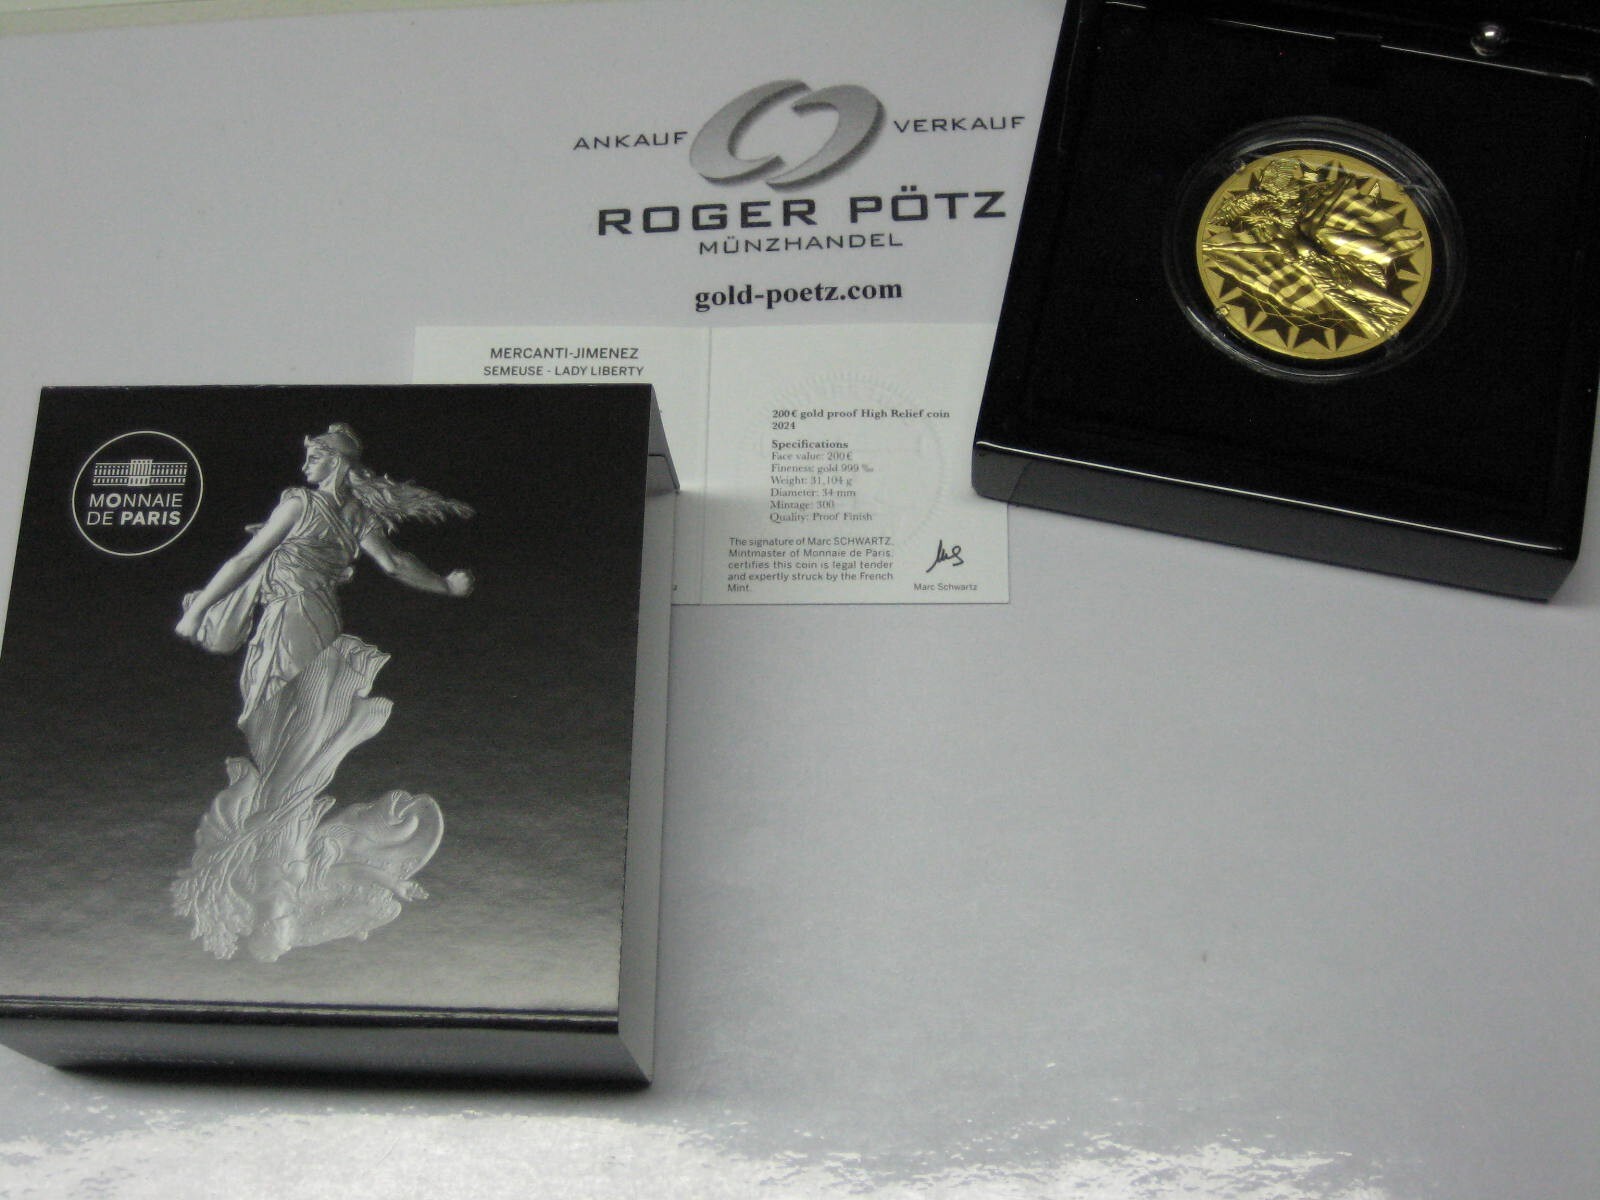 ANKAUF VERKAUF
ROGER PÖTZ
MÜNZHANDEL
gold-poetz.com
MERCANTI-JIMENEZ
SEMEUSE - LADY LIBERTY
200€ gold proof High Relief coin
2024
Specifications
Face value: 200€
Fineness: gold 999 ‰
Weight: 31,104 g
Diameter: 34 mm
Mintage: 300
Quality: Proof Finish
The signature of Marc SCHWARTZ,
Mintmaster of Monnaie de Paris,
certifies this coin is legal tender
and expertly struck by the French
Mint.
Marc Schwartz
MONNAIE
DE PARIS